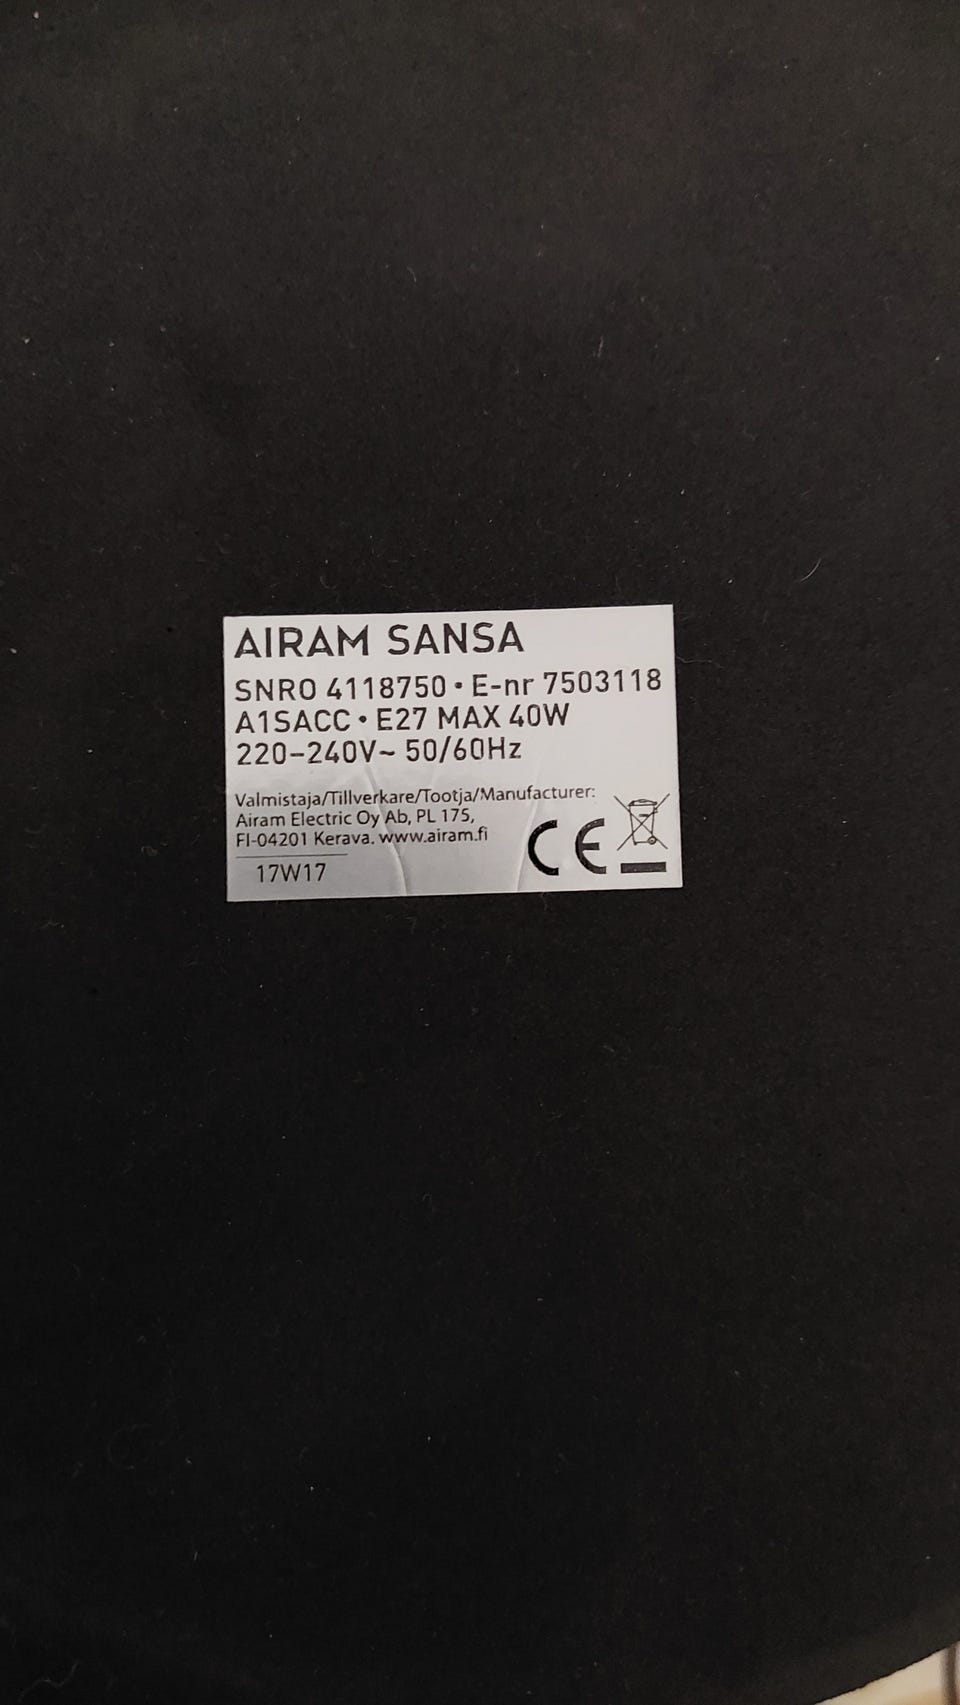 AIRAM SANSA
SNRO 4118750 • E-nr 7503118
A1SACC • E27 MAX 40W
220–240V~ 50/60Hz
Valmistaja/Tillverkare/Tootja/Manufacturer:
Airam Electric Oy Ab, PL 175,
FI-04201 Kerava. www.airam.fi
CE
17W17